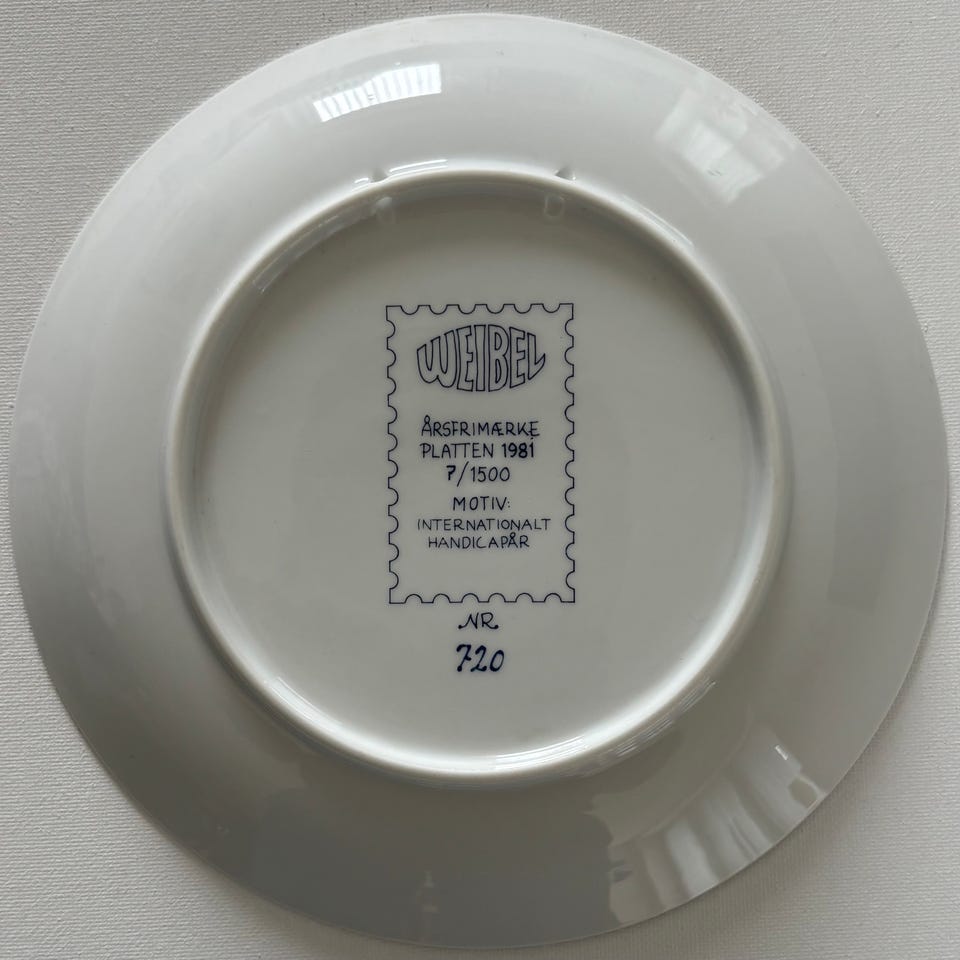 WEIBEL
ÅRSFRIMÆRKE
PLATTEN 1981
7/1500
MOTIV:
INTERNATIONALT
HANDICAPÅR
NR
720